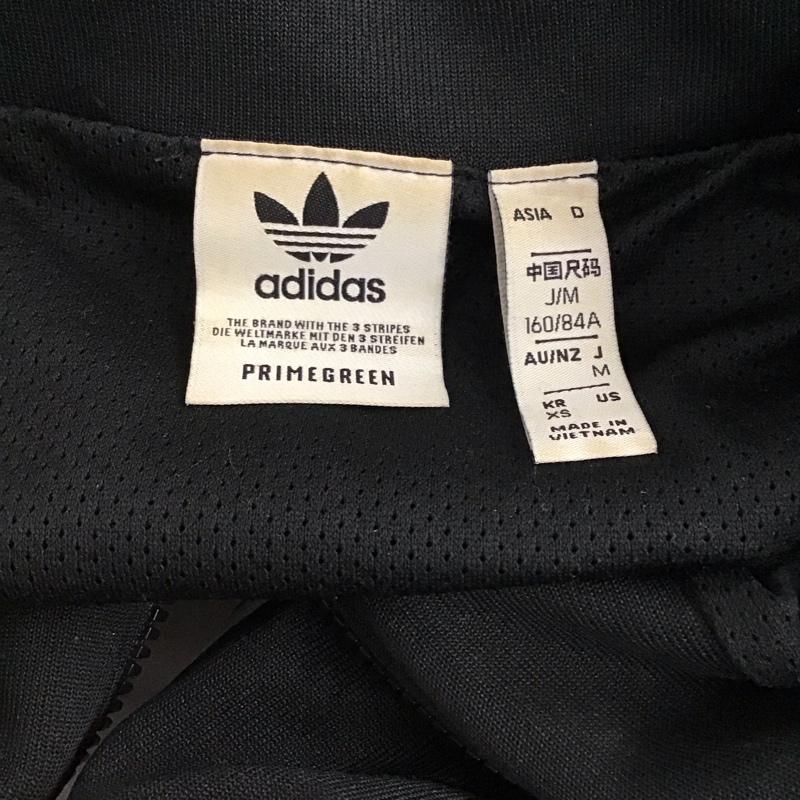 adidas
THE BRAND WITH THE 3 STRIPES
DIE WELTMARKE MIT DEN 3 STREIFEN
LA MARQUE AUX 3 BANDES
PRIMEGREEN
ASIA D
中国尺码
J/M
160/84A
AU/NZ J
M
KR US
XS
MADE IN
VIETNAM